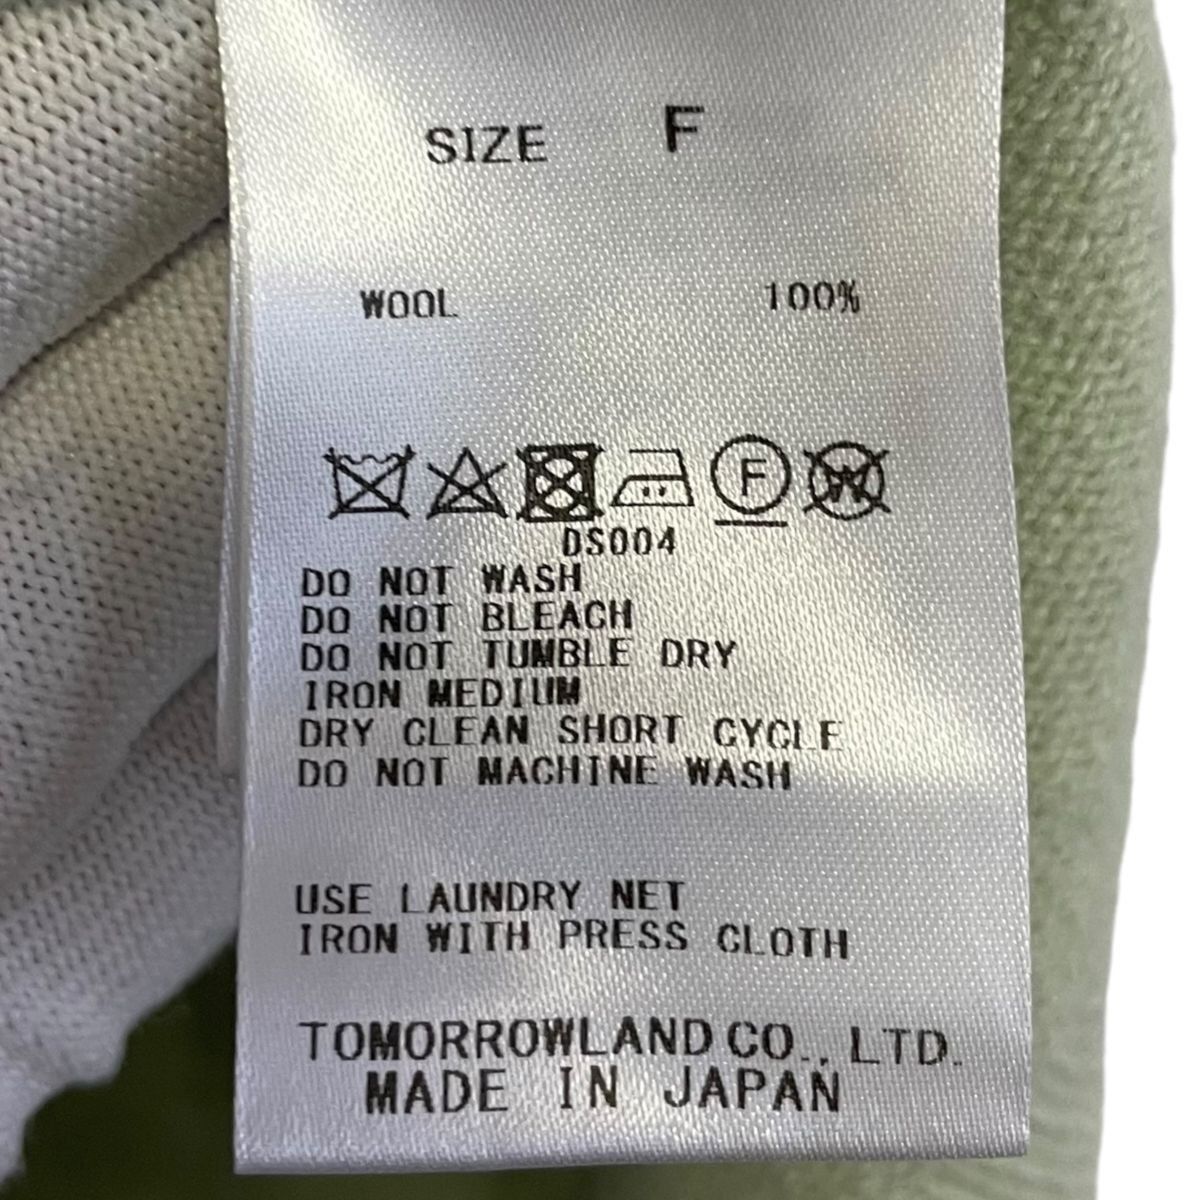 SIZE F
WOOL 100%
F W
DS004
DO NOT WASH
DO NOT BLEACH
DO NOT TUMBLE DRY
IRON MEDIUM
DRY CLEAN SHORT CYCLE
DO NOT MACHINE WASH
USE LAUNDRY NET
IRON WITH PRESS CLOTH
TOMORROWLAND CO., LTD.
MADE IN JAPAN